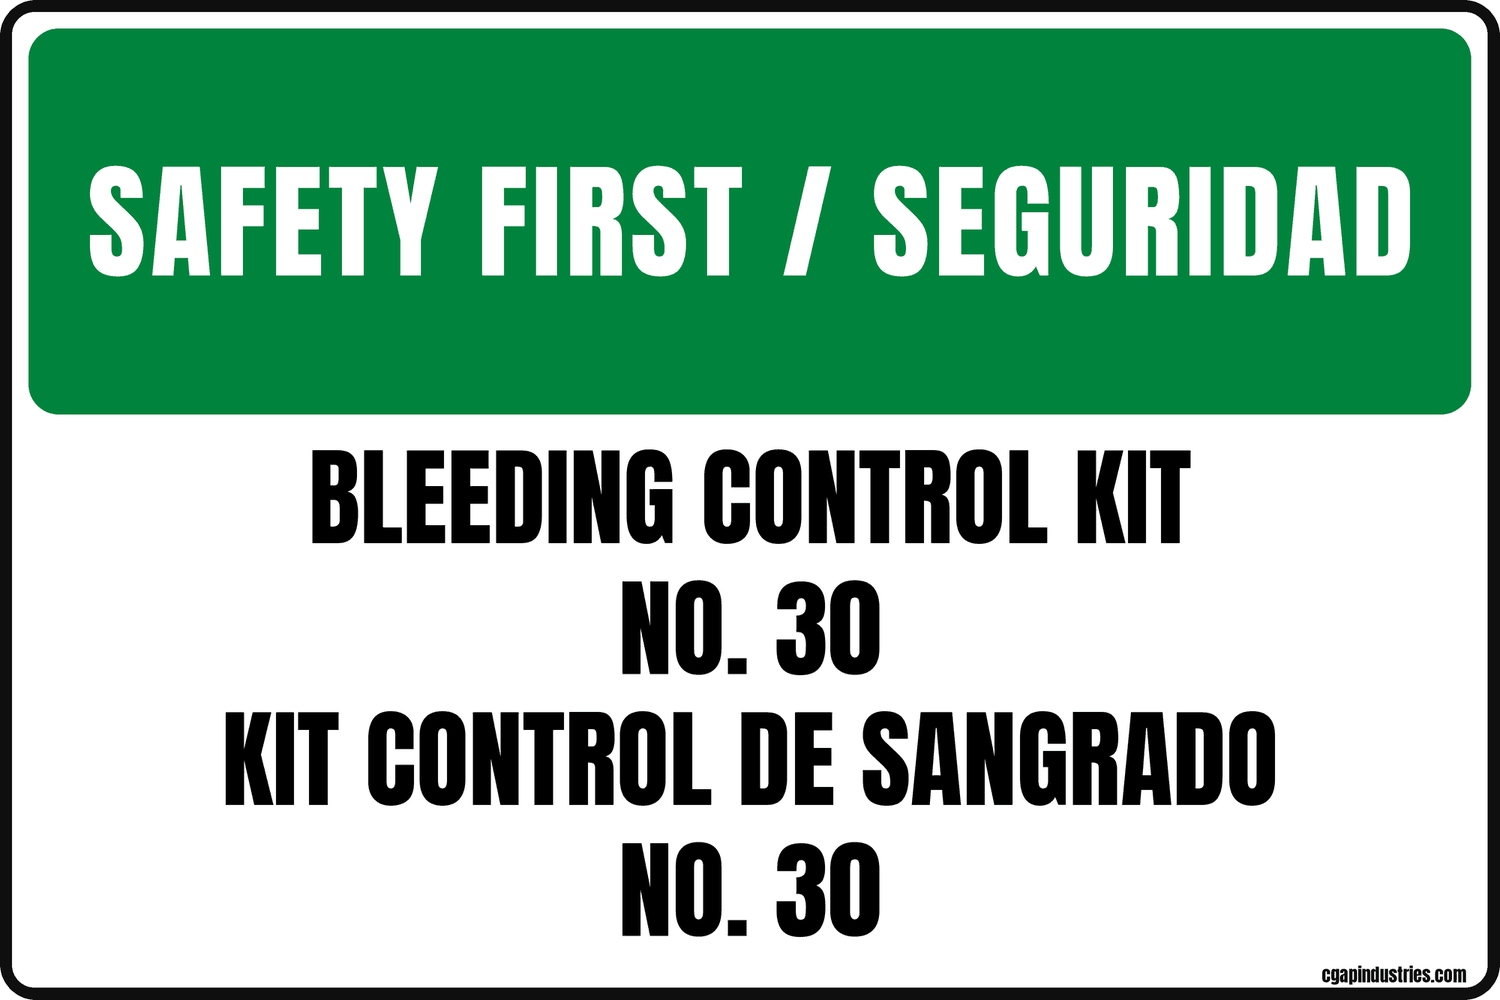 SAFETY FIRST / SEGURIDAD
BLEEDING CONTROL KIT
NO. 30
KIT CONTROL DE SANGRADO
NO. 30
cgapindustries.com